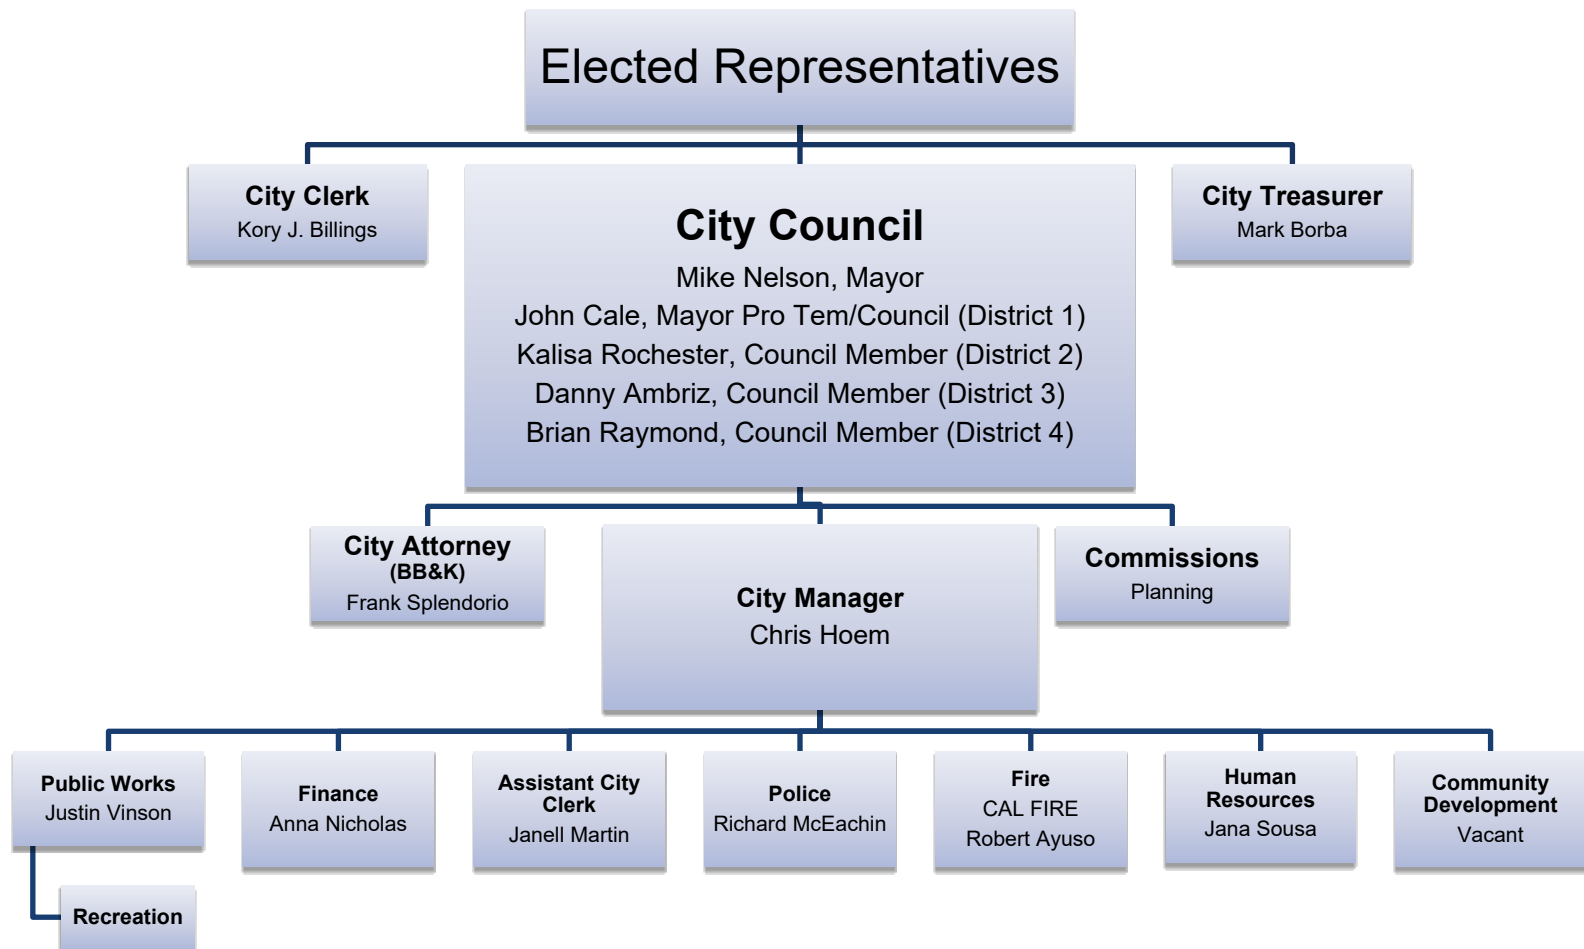 Elected Representatives
City Clerk
Kory J. Billings
City Council
Mike Nelson, Mayor
John Cale, Mayor Pro Tem/Council (District 1)
Kalisa Rochester, Council Member (District 2)
Danny Ambriz, Council Member (District 3)
Brian Raymond, Council Member (District 4)
City Treasurer
Mark Borba
City Attorney
(BB&K)
Frank Splendorio
City Manager
Chris Hoem
Commissions
Planning
Public Works
Justin Vinson
Finance
Anna Nicholas
Assistant City
Clerk
Janell Martin
Police
Richard McEachin
Fire
CAL FIRE
Robert Ayuso
Human
Resources
Jana Sousa
Community
Development
Vacant
Recreation